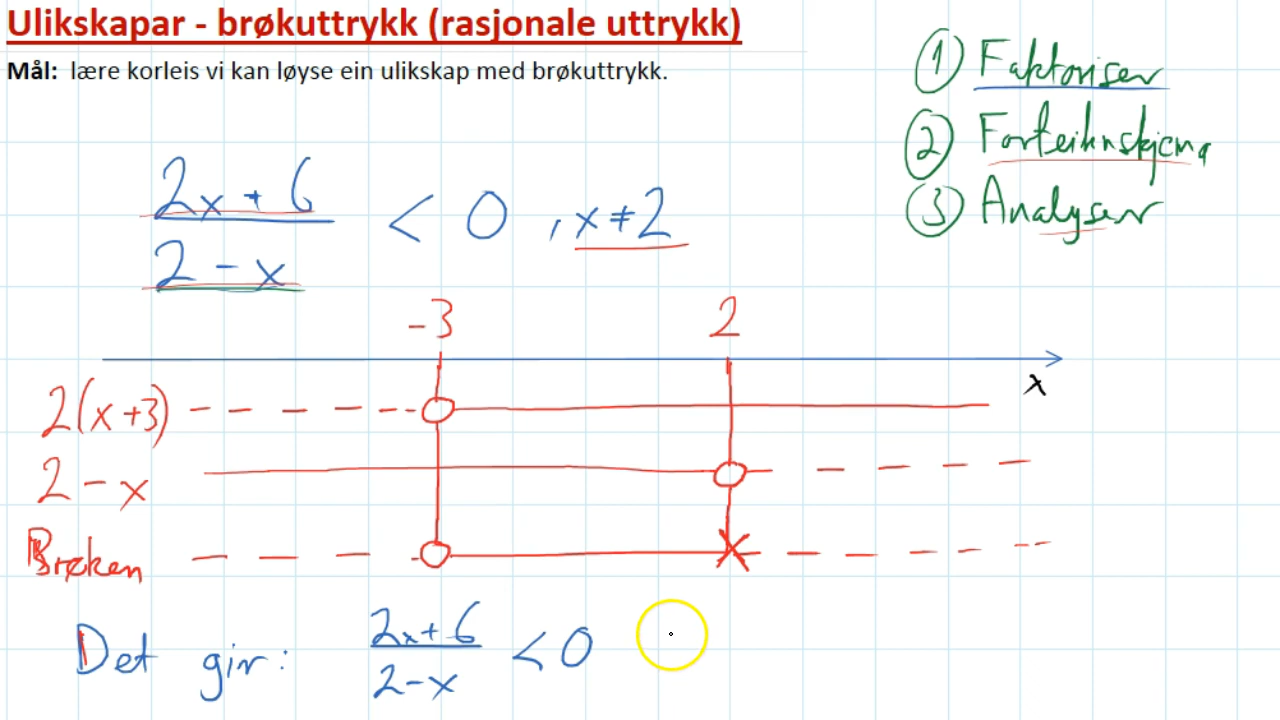 Ulikskapar - brøkuttrykk (rasjonale uttrykk)
Mål: lære korleis vi kan løyse ein ulikskap med brøkuttrykk.
① Faktoriser
② Forteiknskjema
③ Analyser
2x + 6
2 - x
< 0 , x ≠ 2
-3 2
x
2(x+3)
2 - x
Brøken
Det gir:
2x+6
2-x
< 0